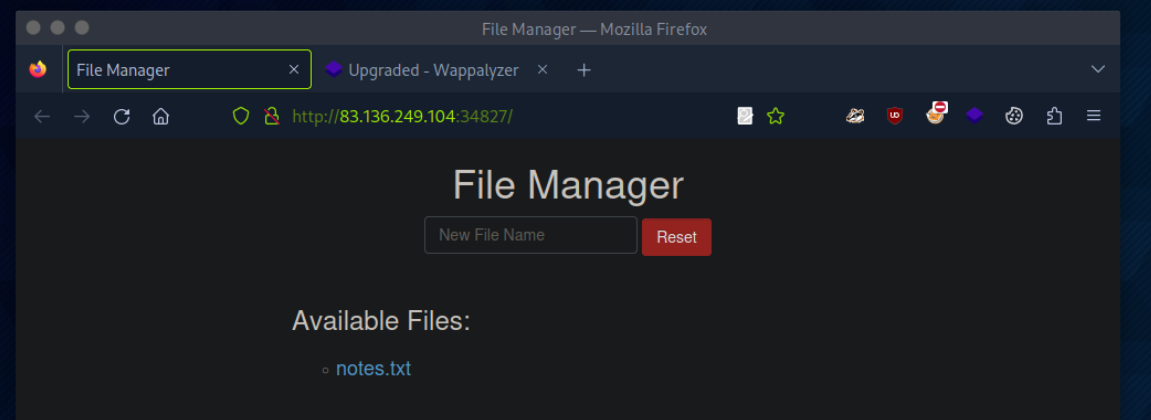 File Manager — Mozilla Firefox
File Manager
Upgraded - Wappalyzer
http://83.136.249.104:34827/
File Manager
New File Name
Reset
Available Files:
notes.txt